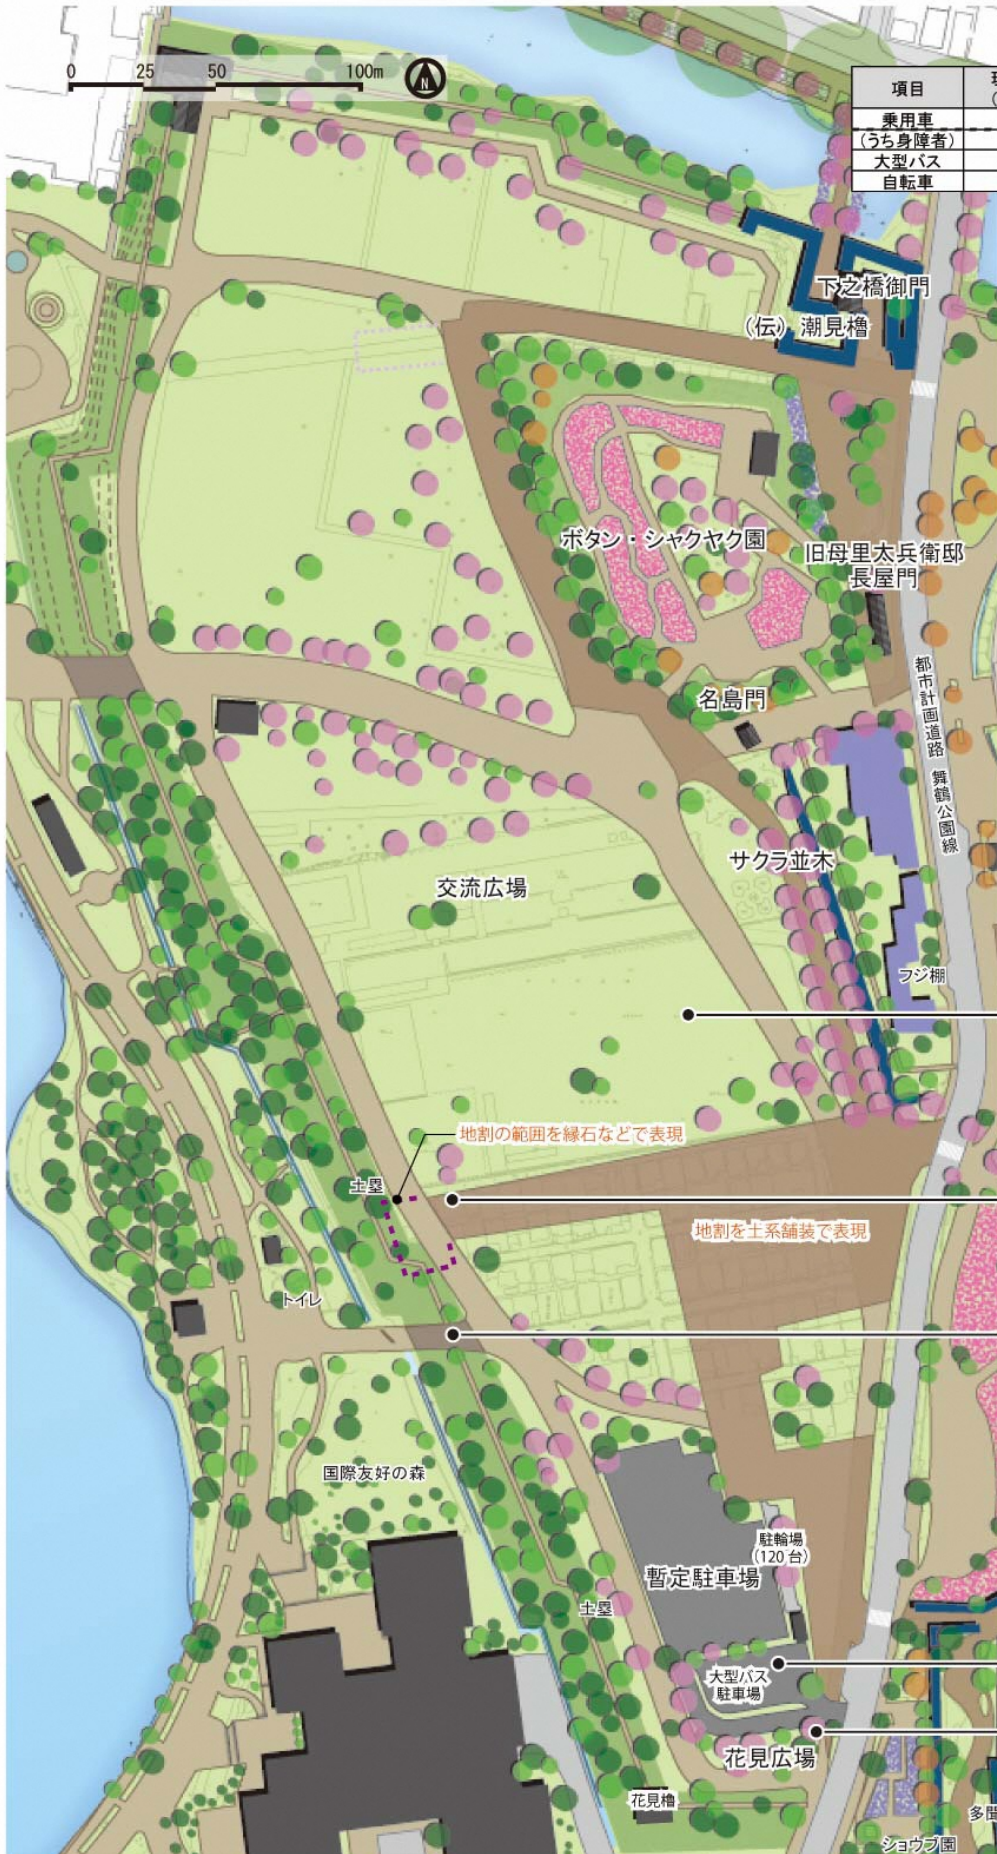 0 25 50 100m
N
項目
乗用車
(うち身障者)
大型バス
自転車
下之橋御門
(伝)潮見櫓
ボタン・シャクヤク園
旧母里太兵衛邸
長屋門
名島門
都市計画道路 舞鶴公園線
サクラ並木
交流広場
フジ棚
地割の範囲を縁石などで表現
土塁
地割を土系舗装で表現
トイレ
国際友好の森
駐輪場
(120台)
暫定駐車場
土塁
大型バス
駐車場
花見広場
花見櫓
多聞
ショウブ園